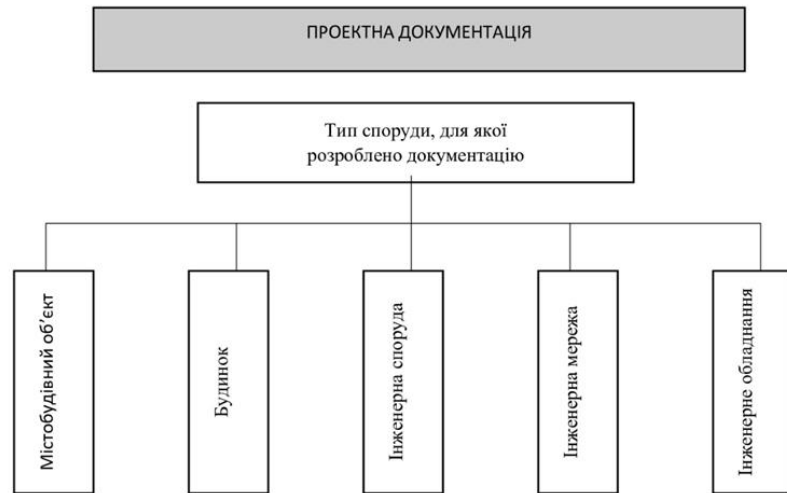 ПРОЕКТНА ДОКУМЕНТАЦІЯ
Тип споруди, для якої
розроблено документацію
Містобудівний об’єкт
Будинок
Інженерна споруда
Інженерна мережа
Інженерне обладнання